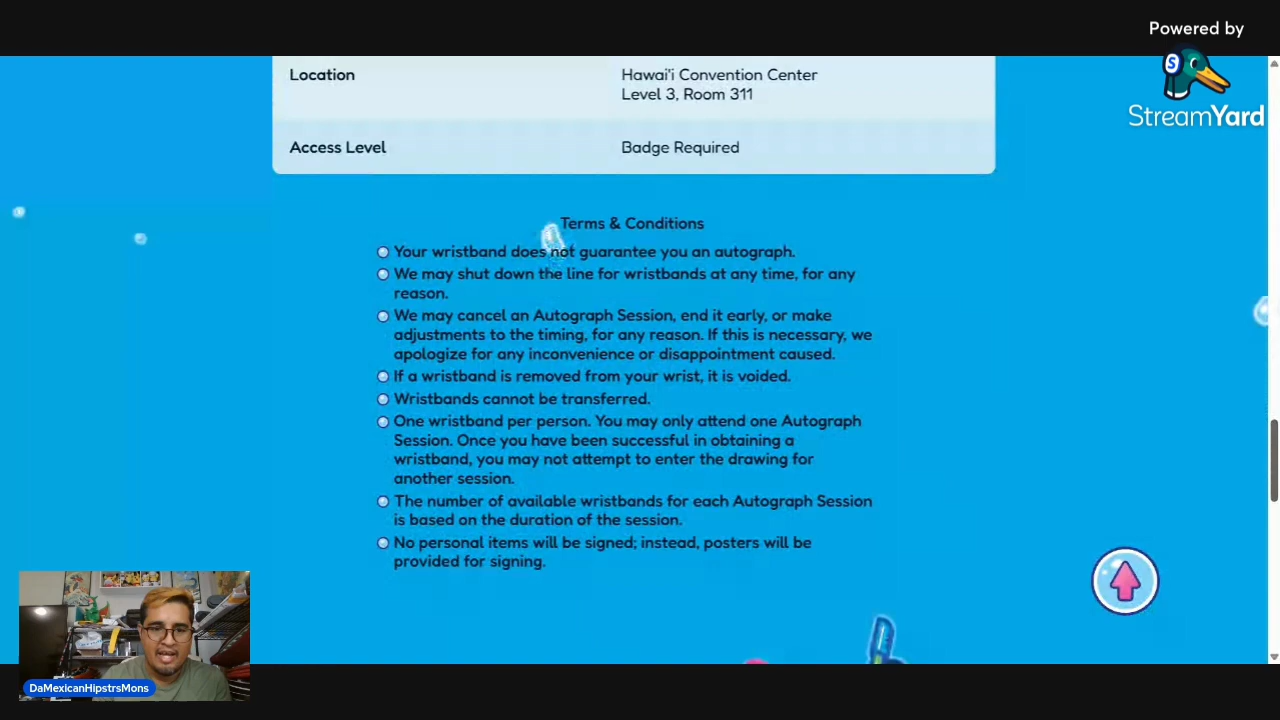 Powered by
StreamYard
Location
Hawai'i Convention Center
Level 3, Room 311
Access Level
Badge Required
Terms & Conditions
Your wristband does not guarantee you an autograph.
We may shut down the line for wristbands at any time, for any
reason.
We may cancel an Autograph Session, end it early, or make
adjustments to the timing, for any reason. If this is necessary, we
apologize for any inconvenience or disappointment caused.
If a wristband is removed from your wrist, it is voided.
Wristbands cannot be transferred.
One wristband per person. You may only attend one Autograph
Session. Once you have been successful in obtaining a
wristband, you may not attempt to enter the drawing for
another session.
The number of available wristbands for each Autograph Session
is based on the duration of the session.
No personal items will be signed; instead, posters will be
provided for signing.
DaMexicanHipstrsMons